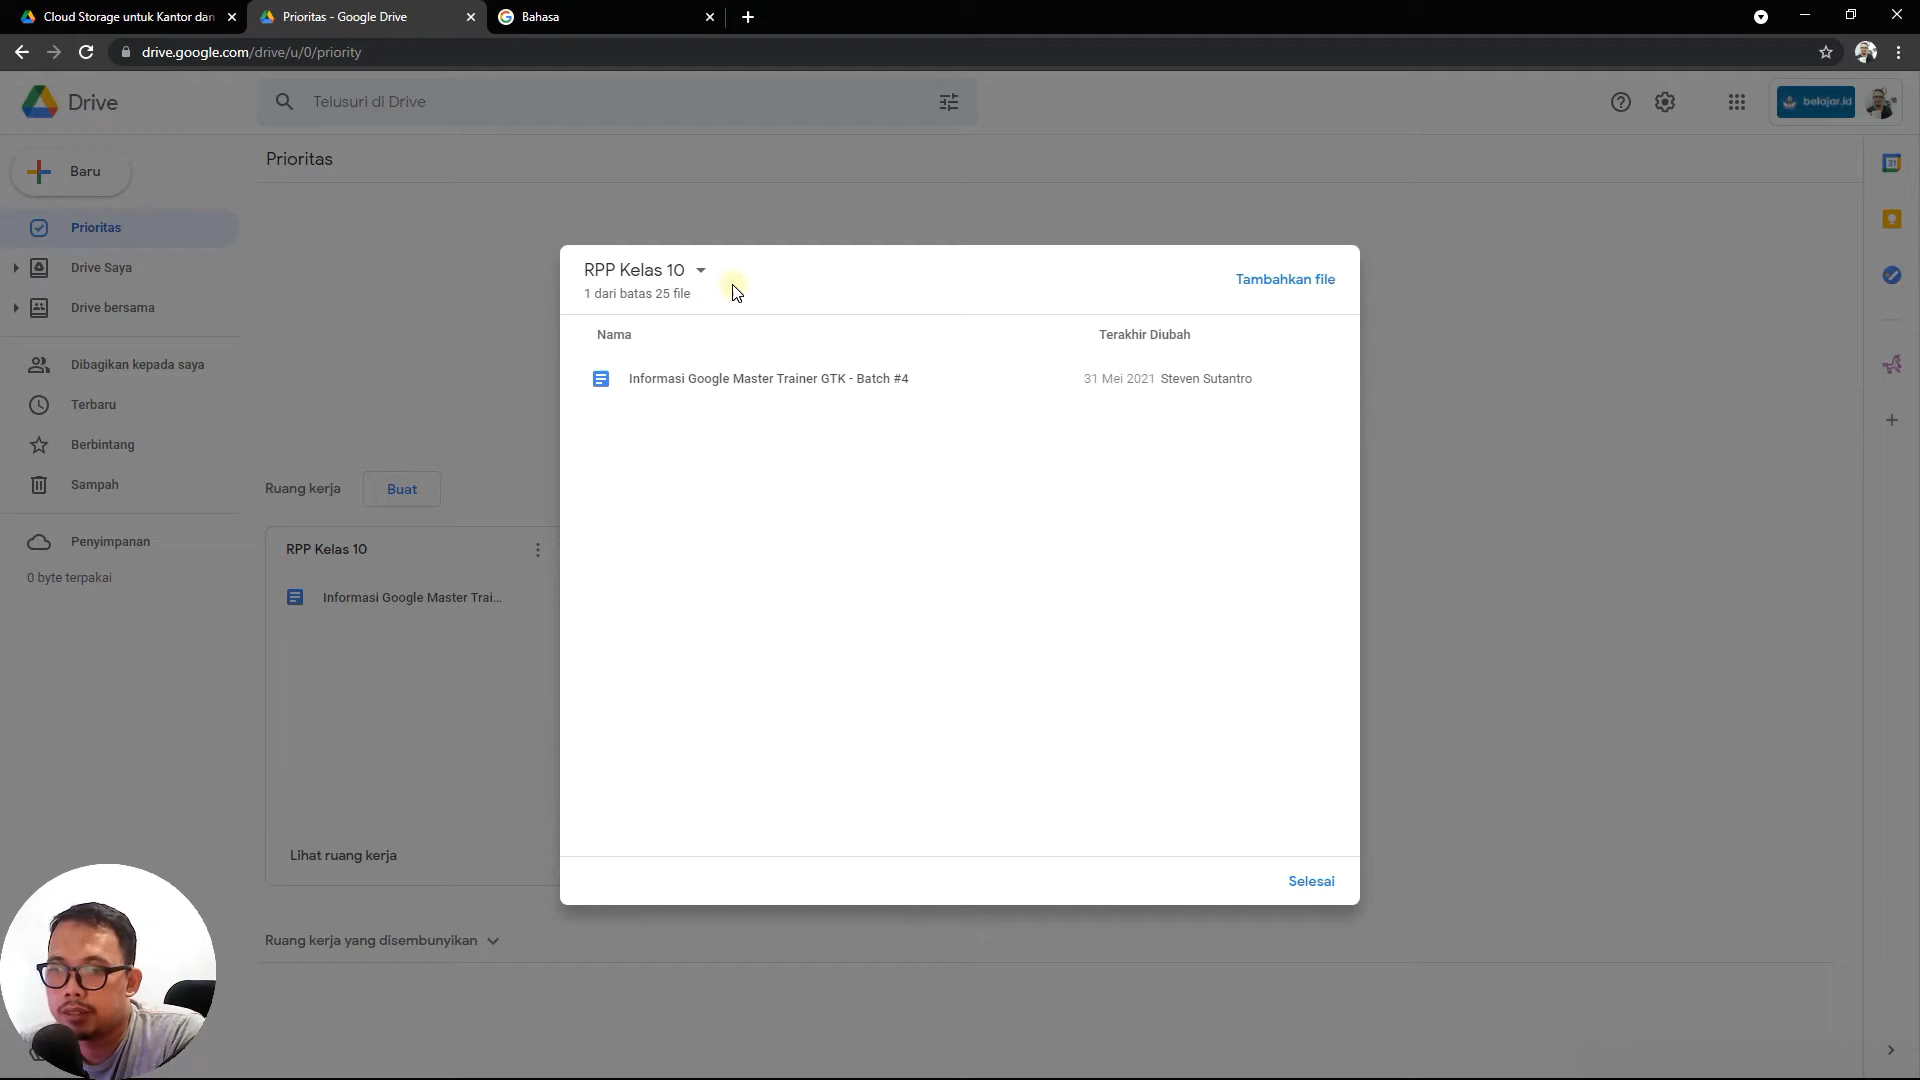 Cloud Storage untuk Kantor dan
Prioritas - Google Drive
Bahasa
drive.google.com/drive/u/0/priority
Drive
Telusuri di Drive
belajar.id
Baru
Prioritas
Prioritas
Drive Saya
Drive bersama
Dibagikan kepada saya
Terbaru
Berbintang
Sampah
Penyimpanan
0 byte terpakai
Ruang kerja
Buat
RPP Kelas 10
Informasi Google Master Trai...
Lihat ruang kerja
Ruang kerja yang disembunyikan
RPP Kelas 10
1 dari batas 25 file
Tambahkan file
Nama
Terakhir Diubah
Informasi Google Master Trainer GTK - Batch #4
31 Mei 2021 Steven Sutantro
Selesai
31